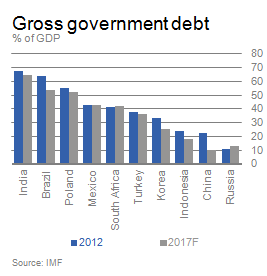 Gross government debt
% of GDP
80
70
60
50
40
30
20
10
0
India
Brazil
Poland
Mexico
South Africa
Turkey
Korea
Indonesia
China
Russia
2012
2017F
Source: IMF